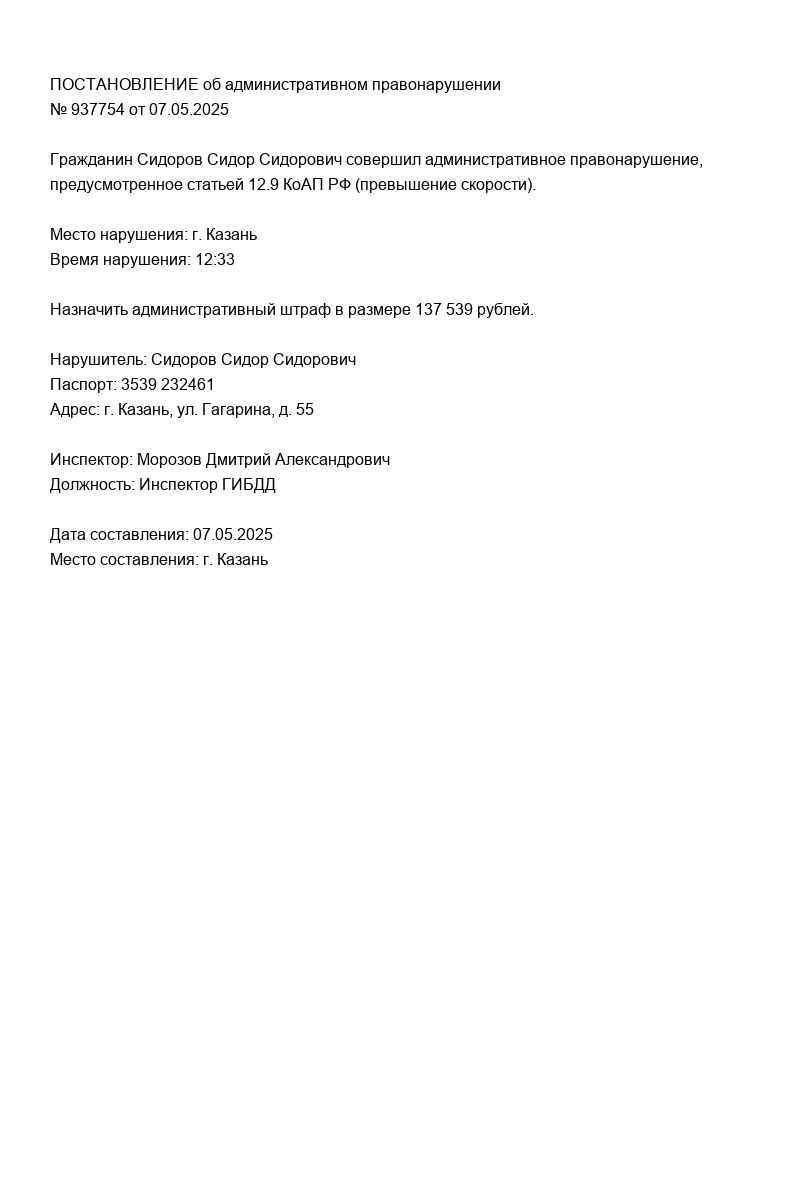 ПОСТАНОВЛЕНИЕ об административном правонарушении
№ 937754 от 07.05.2025
Гражданин Сидоров Сидор Сидорович совершил административное правонарушение,
предусмотренное статьей 12.9 КоАП РФ (превышение скорости).
Место нарушения: г. Казань
Время нарушения: 12:33
Назначить административный штраф в размере 137 539 рублей.
Нарушитель: Сидоров Сидор Сидорович
Паспорт: 3539 232461
Адрес: г. Казань, ул. Гагарина, д. 55
Инспектор: Морозов Дмитрий Александрович
Должность: Инспектор ГИБДД
Дата составления: 07.05.2025
Место составления: г. Казань